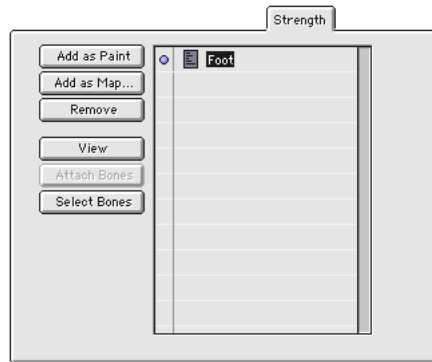 Strength
Add as Paint
Foot
Add as Map...
Remove
View
Attach Bones
Select Bones